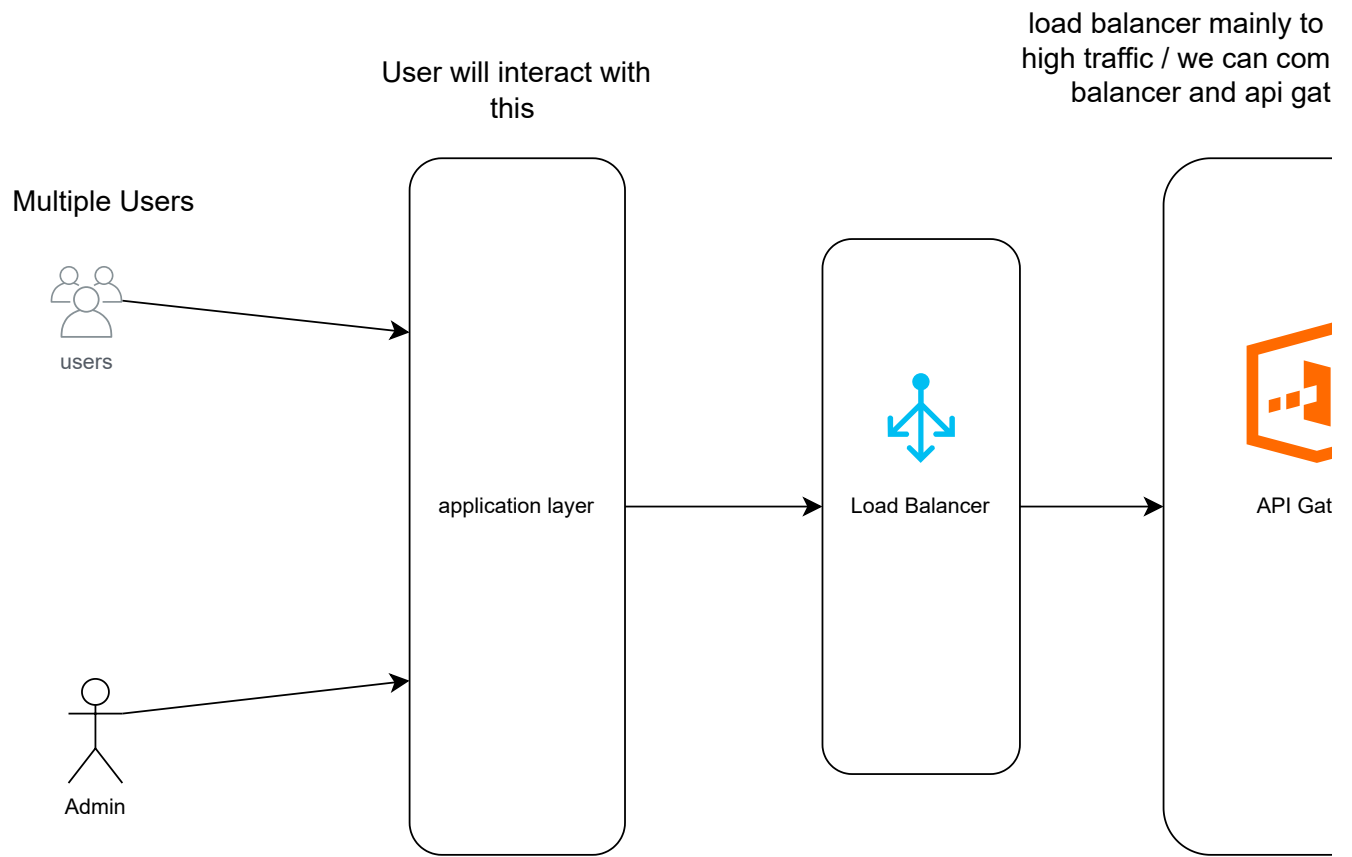 load balancer mainly to
high traffic / we can com
balancer and api gat
User will interact with
this
Multiple Users
users
application layer
Load Balancer
API Gat
Admin